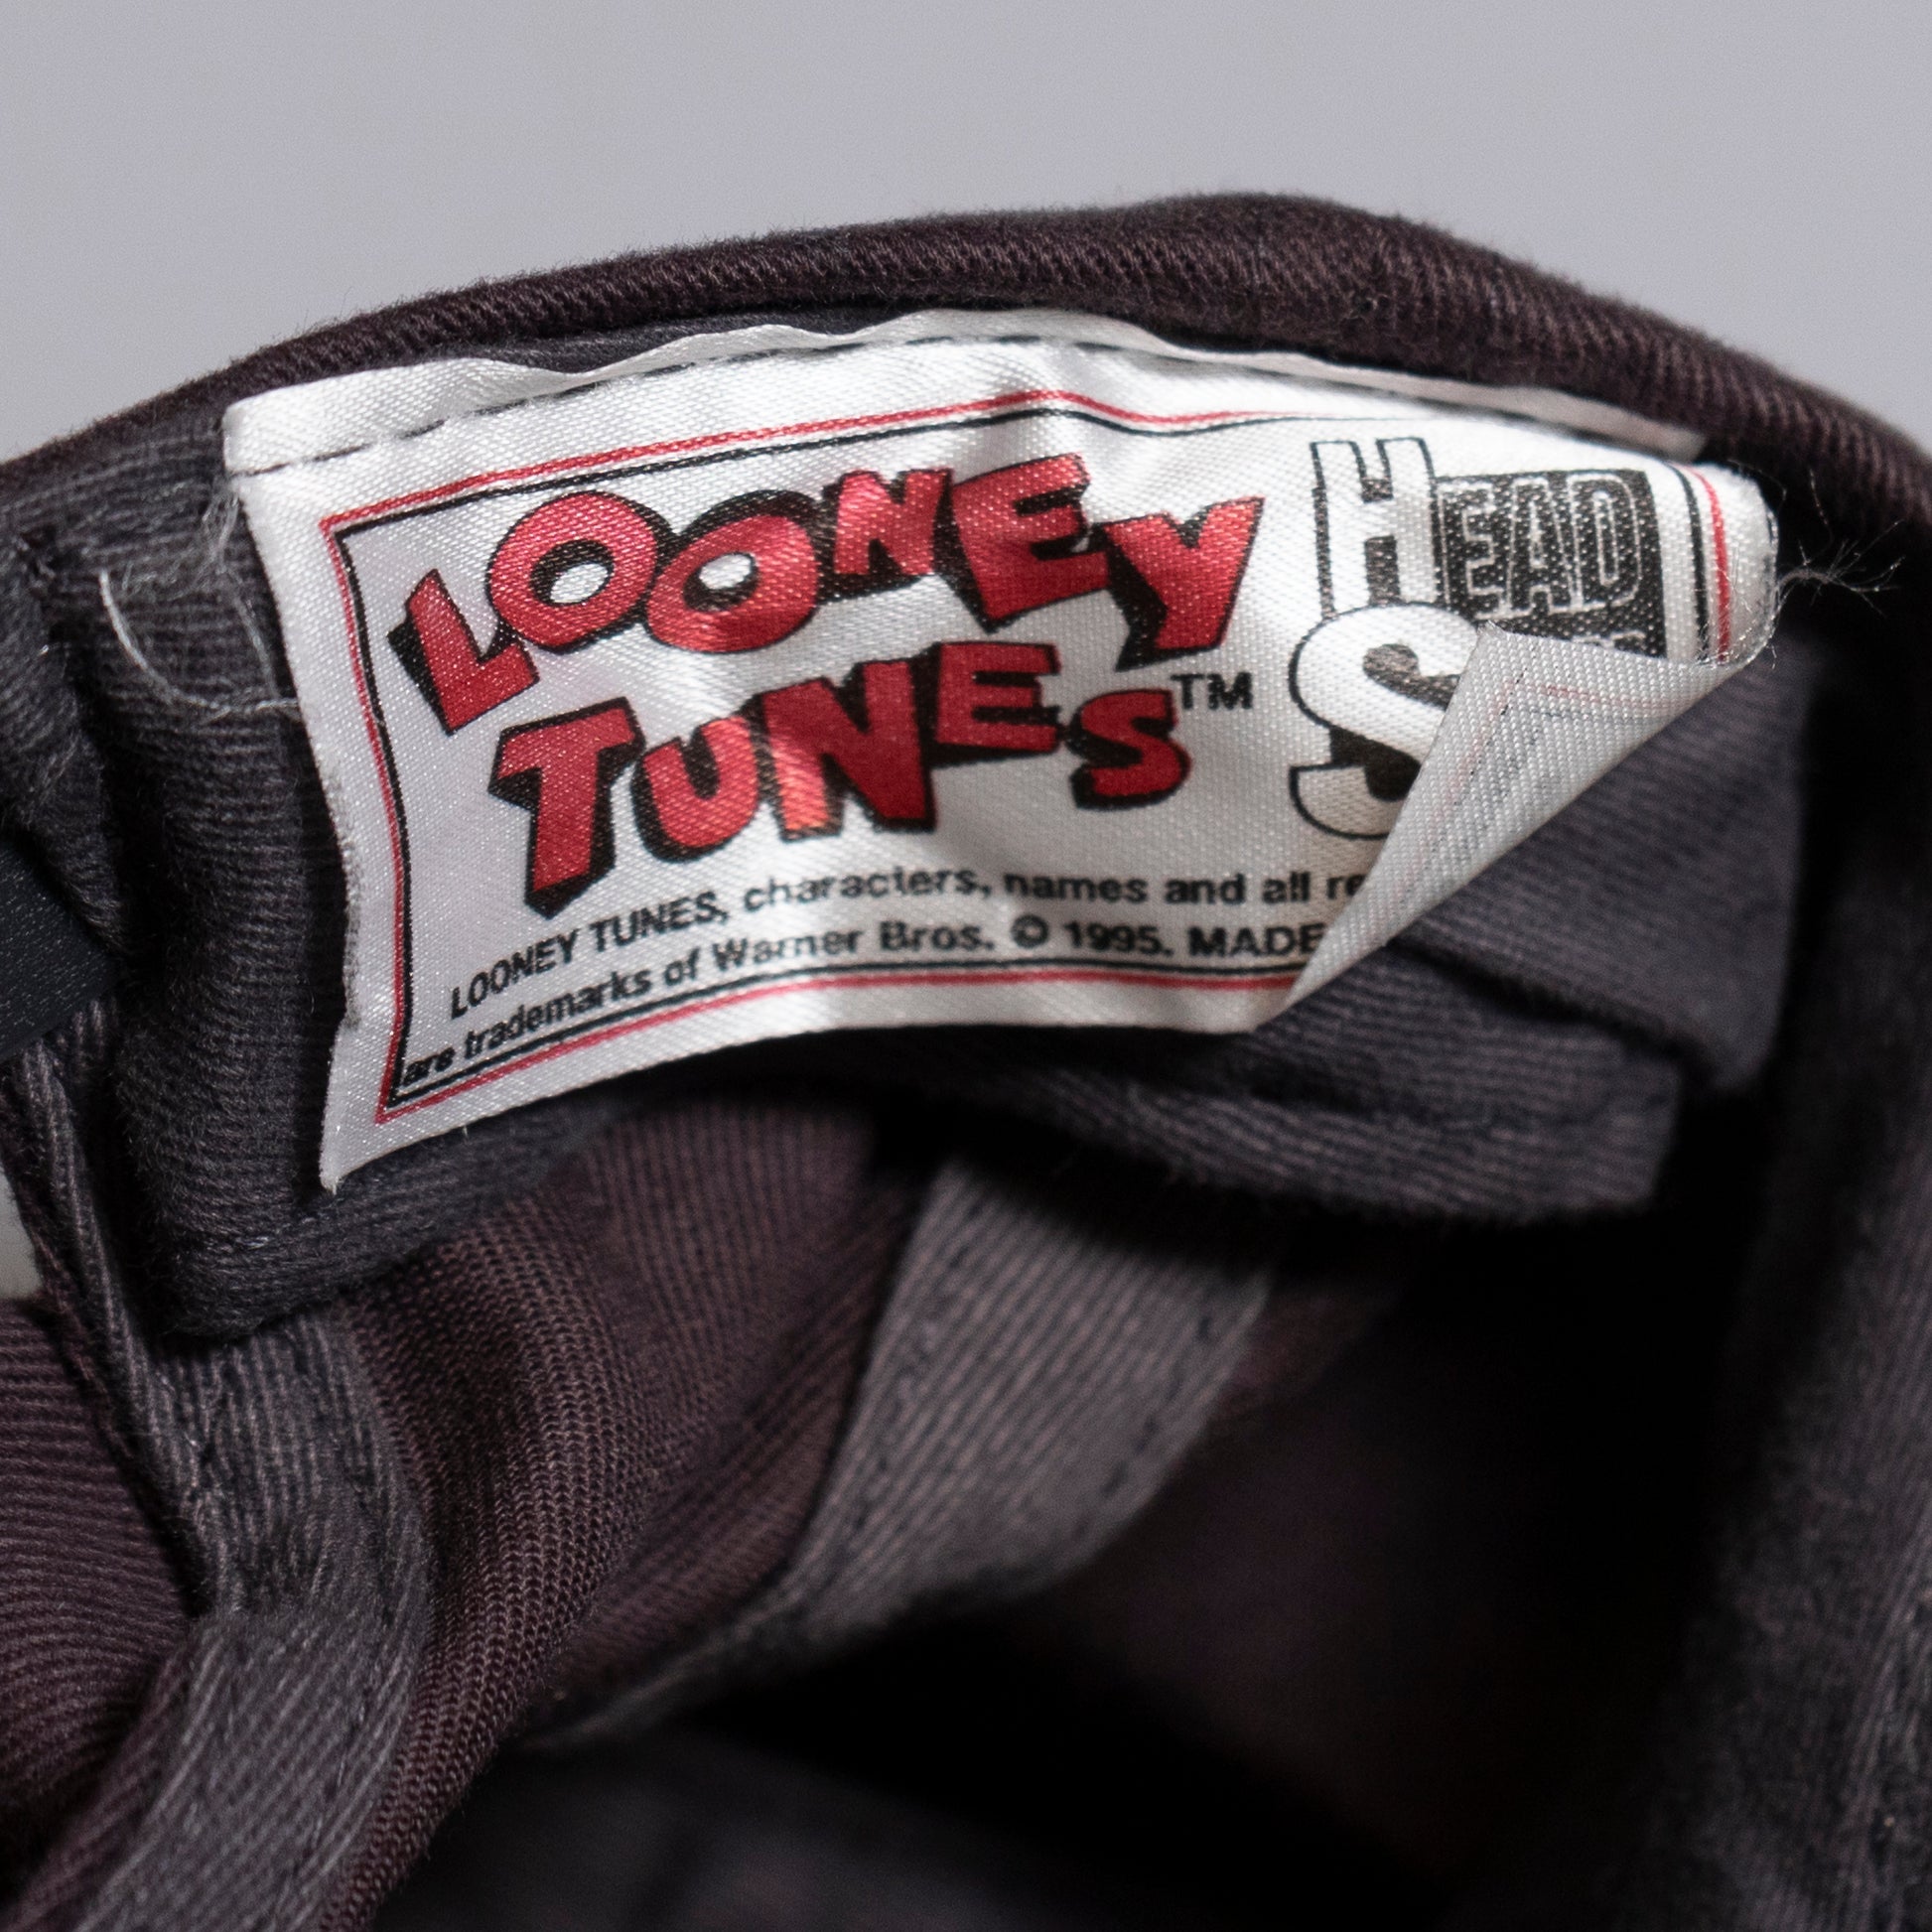 LOONEY
TUNES™
HEAD
S
LOONEY TUNES, characters, names and all re
are trademarks of Warner Bros. © 1995. MADE